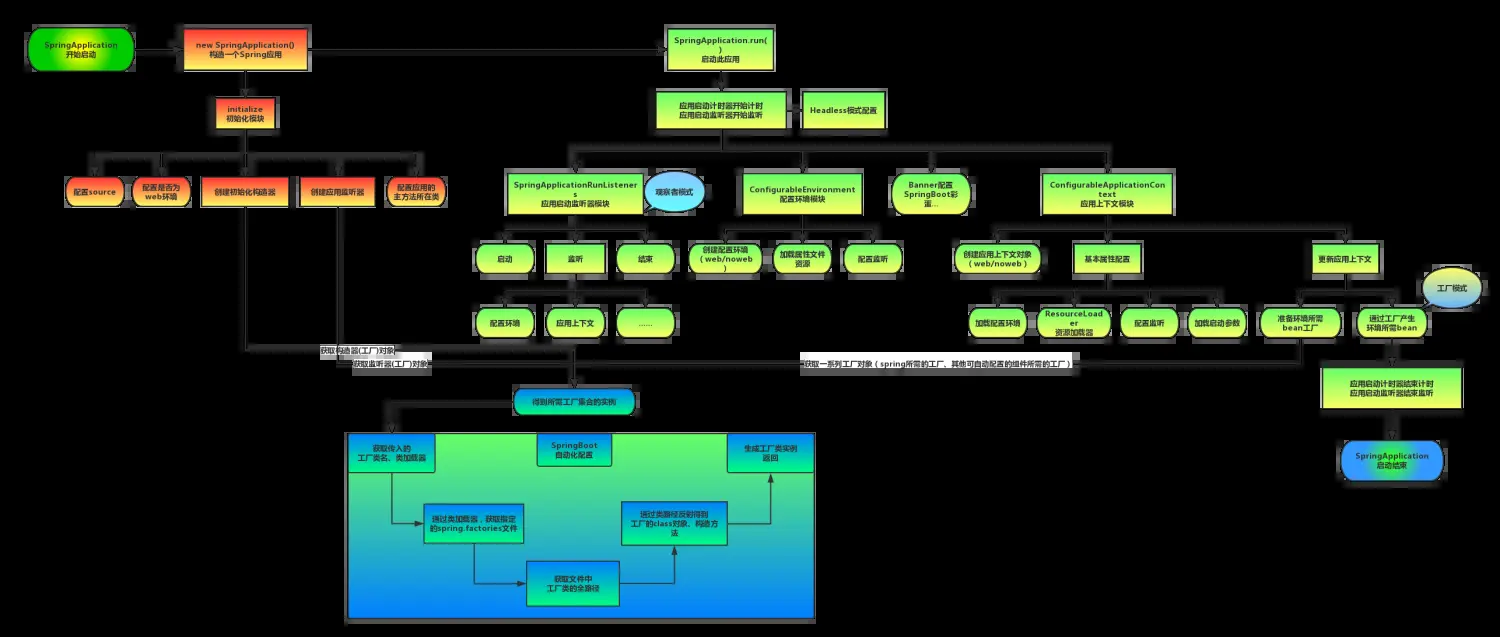 SpringApplication
开始启动
new SpringApplication()
构造一个Spring应用
SpringApplication.run(
)
启动此应用
initialize
初始化模块
应用启动计时器开始计时
应用启动监听器开始监听
Headless模式配置
配置source
配置是否为
web环境
创建初始化构造器
创建应用监听器
配置应用的
主方法所在类
SpringApplicationRunListener
s
应用启动监听器模块
观察者模式
ConfigurableEnvironment
配置环境模块
Banner配置
SpringBoot彩
蛋...
ConfigurableApplicationCon
text
应用上下文模块
启动
监听
结束
创建配置环境
（web/noweb
）
加载属性文件
资源
配置监听
创建应用上下文对象
（web/noweb）
基本属性配置
更新应用上下文
工厂模式
配置环境
应用上下文
......
加载配置环境
ResourceLoad
er
资源加载器
配置监听
加载启动参数
准备环境所需
bean工厂
通过工厂产生
环境所需bean
获取构造器(工厂)对象
获取监听器(工厂)对象
获取一系列工厂对象（spring所需的工厂、其他可自动配置的组件所需的工厂）
应用启动计时器结束计时
应用启动监听器结束监听
得到所需工厂集合的实例
SpringApplication
启动结束
获取传入的
工厂类名、类加载器
SpringBoot
自动化配置
生成工厂类实例
返回
通过类加载器，获取指定
的spring.factories文件
通过类路径反射得到
工厂的class对象、构造方
法
获取文件中
工厂类的全路径